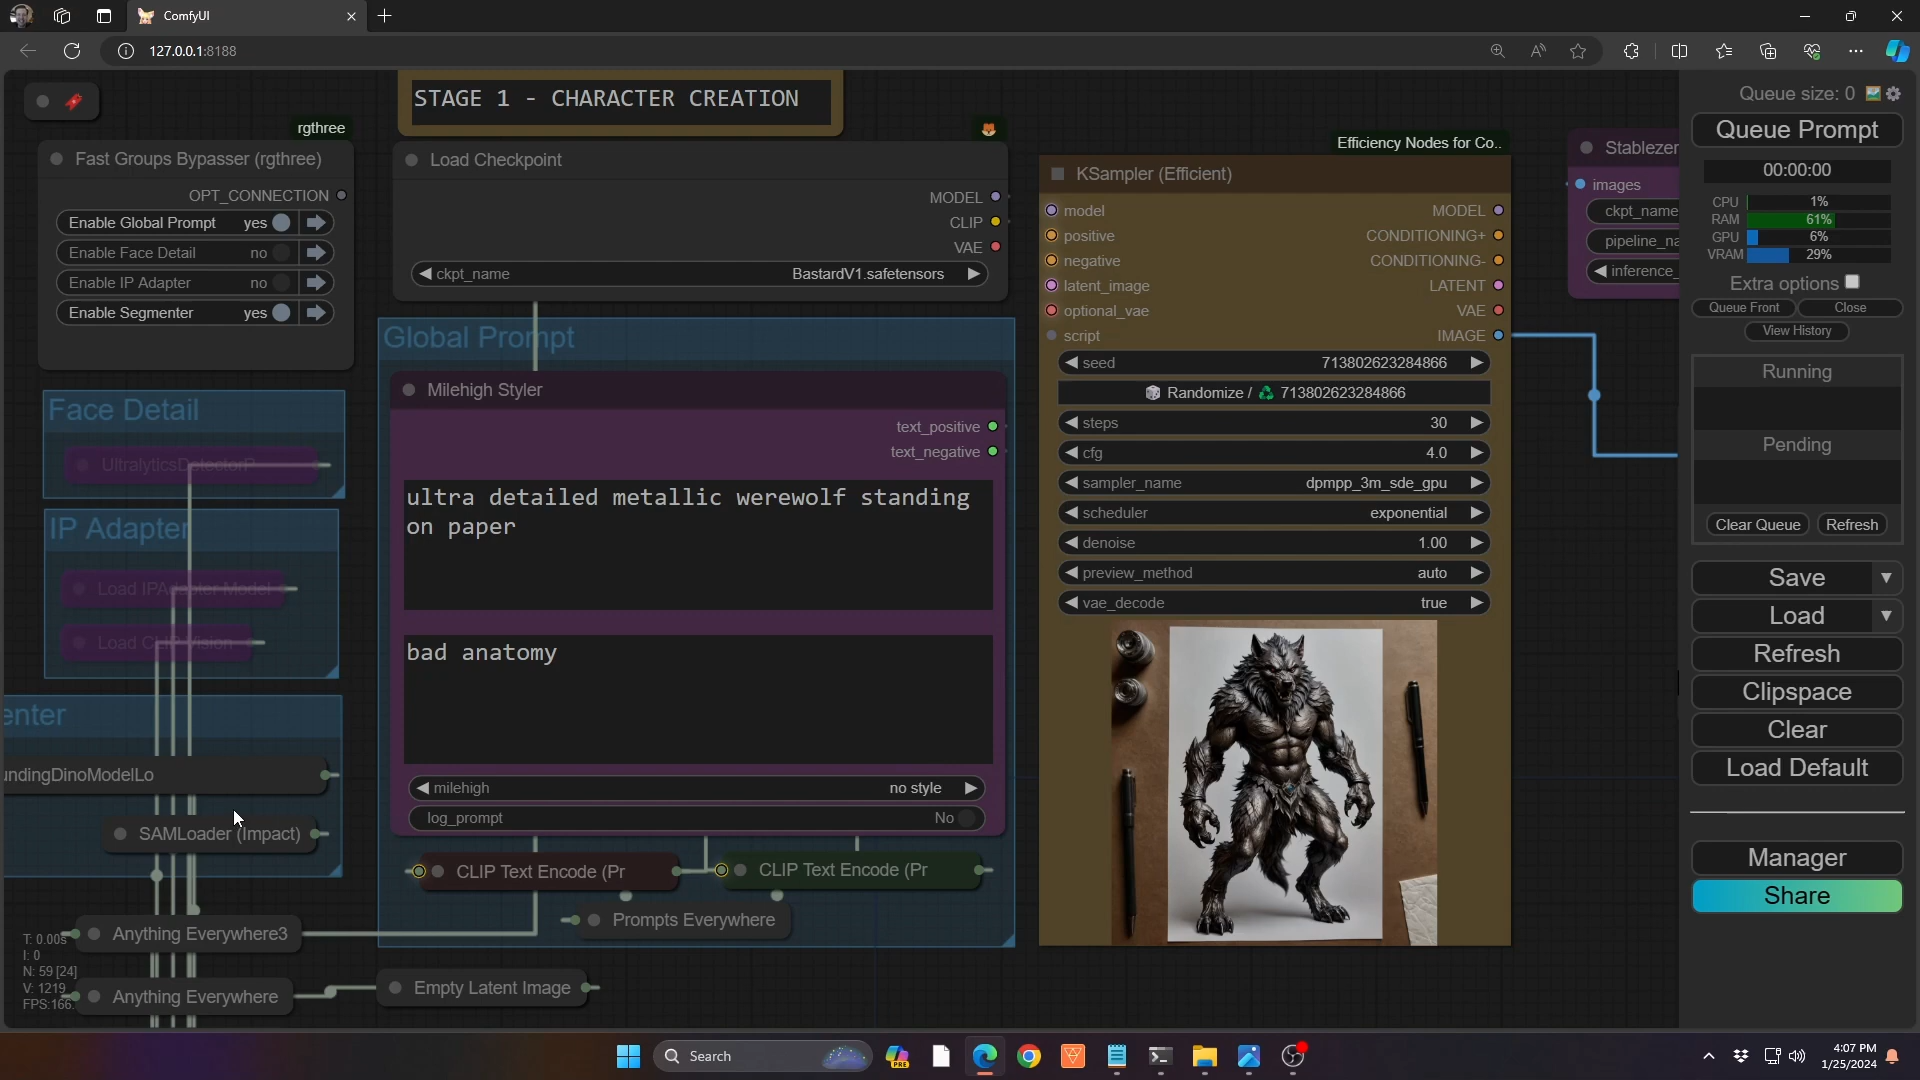 ComfyUI
127.0.0.1:8188
STAGE 1 - CHARACTER CREATION
rgthree
Fast Groups Bypasser (rgthree)
OPT_CONNECTION
Enable Global Prompt yes
Enable Face Detail no
Enable IP Adapter no
Enable Segmenter yes
Face Detail
UltralyticsDetectorP
IP Adapter
Load IPAdapter Model
Load CLIP Vision
enter
undingDinoModelLo
SAMLoader (Impact)
Anything Everywhere3
Anything Everywhere
T: 0.00s
I: 0
N: 59 [24]
V: 1219
FPS:166.
Load Checkpoint
MODEL
CLIP
VAE
ckpt_name BastardV1.safetensors
Global Prompt
Milehigh Styler
text_positive
text_negative
ultra detailed metallic werewolf standing
on paper
bad anatomy
milehigh no style
log_prompt No
CLIP Text Encode (Pr
CLIP Text Encode (Pr
Prompts Everywhere
Empty Latent Image
Efficiency Nodes for Co..
KSampler (Efficient)
model MODEL
positive CONDITIONING+
negative CONDITIONING-
latent_image LATENT
optional_vae VAE
script IMAGE
seed 713802623284866
Randomize / 713802623284866
steps 30
cfg 4.0
sampler_name dpmpp_3m_sde_gpu
scheduler exponential
denoise 1.00
preview_method auto
vae_decode true
Stablezer
images
ckpt_name
pipeline_na
inference_
Queue size: 0
Queue Prompt
00:00:00
CPU 1%
RAM 61%
GPU 6%
VRAM 29%
Extra options
Queue Front Close
View History
Running
Pending
Clear Queue Refresh
Save
Load
Refresh
Clipspace
Clear
Load Default
Manager
Share
Search
PRE
4:07 PM
1/25/2024